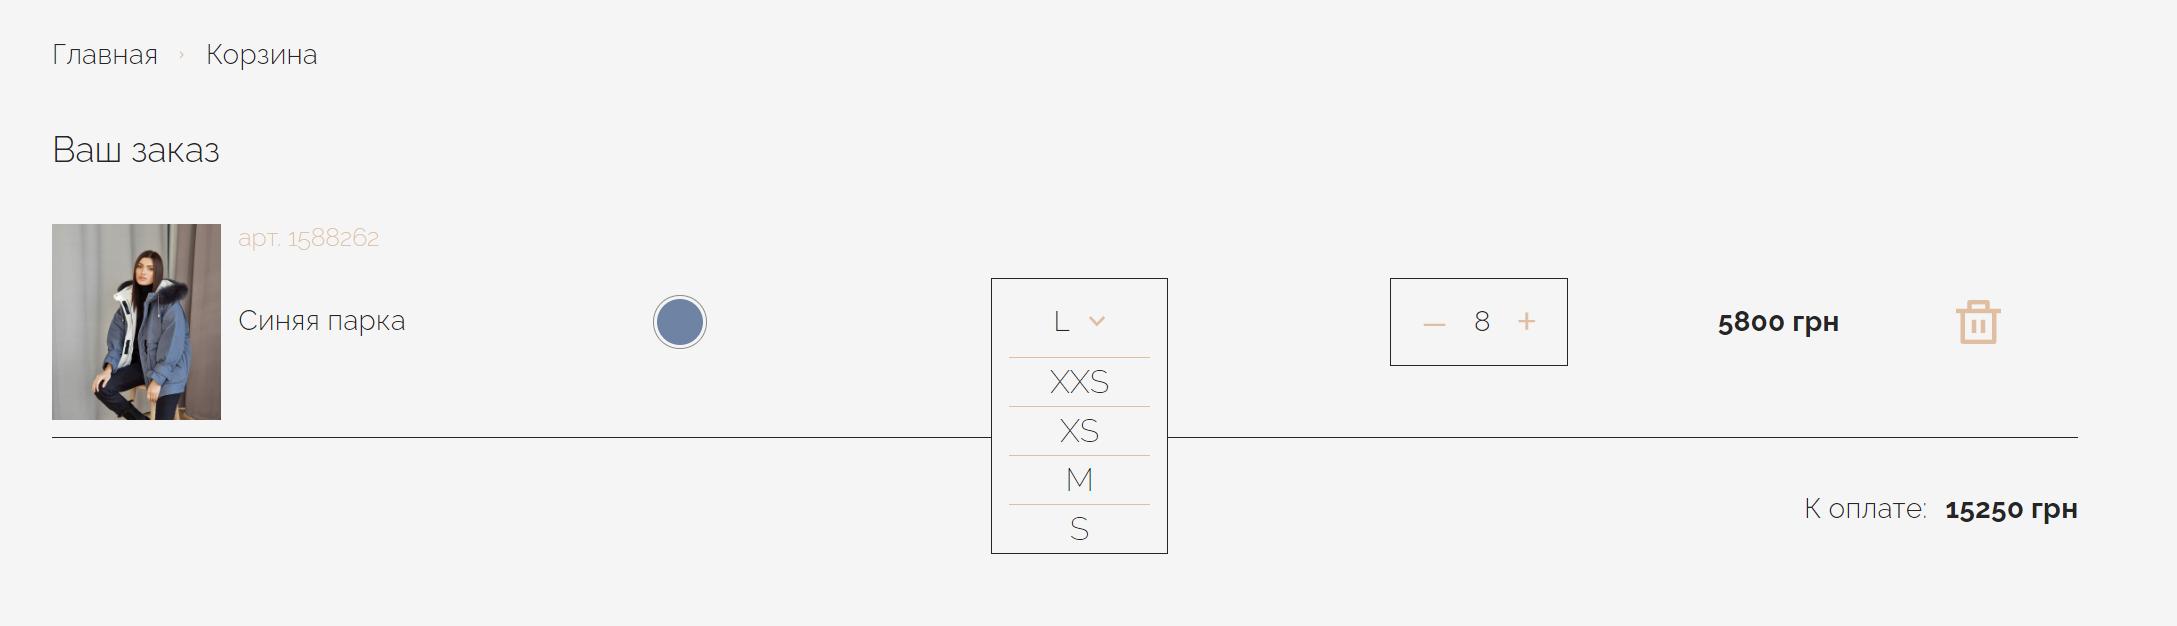 Главная › Корзина
Ваш заказ
арт. 1588262
Синяя парка
L
— 8 +
5800 грн
XXS
XS
M
S
К оплате: 15250 грн